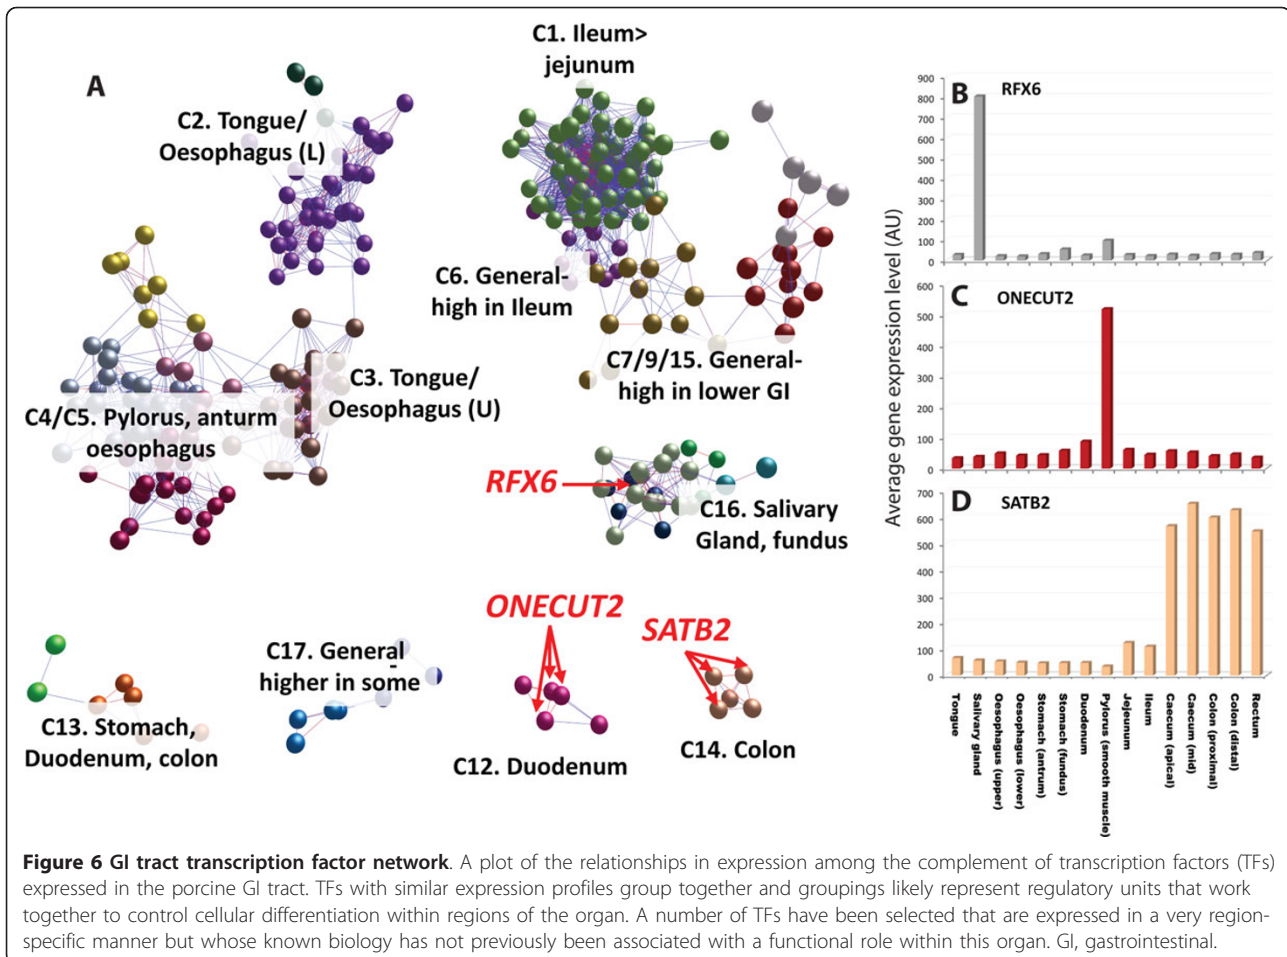 A
C1. Ileum>
jejunum
C2. Tongue/
Oesophagus (L)
C6. General-
high in Ileum
C7/9/15. General-
high in lower GI
C3. Tongue/
Oesophagus (U)
C4/C5. Pylorus, anturm
oesophagus
RFX6
C16. Salivary
Gland, fundus
ONECUT2
SATB2
C17. General
-
higher in some
C13. Stomach,
Duodenum, colon
C12. Duodenum
C14. Colon
Average gene expression level (AU)
B RFX6
900
800
700
600
500
400
300
200
100
0
C ONECUT2
600
500
400
300
200
100
0
D SATB2
700
600
500
400
300
200
100
0
Tongue
Salivary gland
Oesophagus (upper)
Oesophagus (lower)
Stomach (antrum)
Stomach (fundus)
Duodenum
Pylorus (smooth muscle)
Jejeunum
Ileum
Caecum (apical)
Caecum (mid)
Colon (proximal)
Colon (distal)
Rectum
Figure 6 GI tract transcription factor network. A plot of the relationships in expression among the complement of transcription factors (TFs)
expressed in the porcine GI tract. TFs with similar expression profiles group together and groupings likely represent regulatory units that work
together to control cellular differentiation within regions of the organ. A number of TFs have been selected that are expressed in a very region-
specific manner but whose known biology has not previously been associated with a functional role within this organ. GI, gastrointestinal.